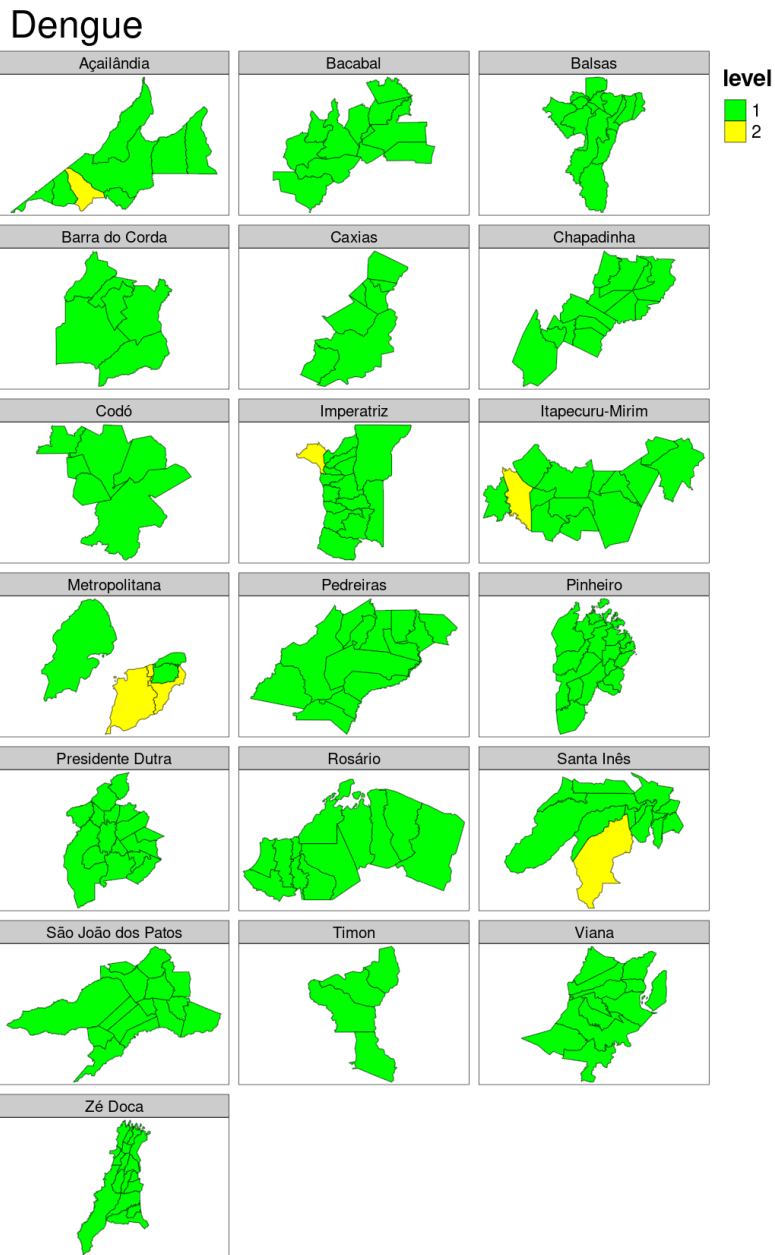 Dengue
Açailândia
Bacabal
Balsas
level
1
2
Barra do Corda
Caxias
Chapadinha
Codó
Imperatriz
Itapecuru-Mirim
Metropolitana
Pedreiras
Pinheiro
Presidente Dutra
Rosário
Santa Inês
São João dos Patos
Timon
Viana
Zé Doca